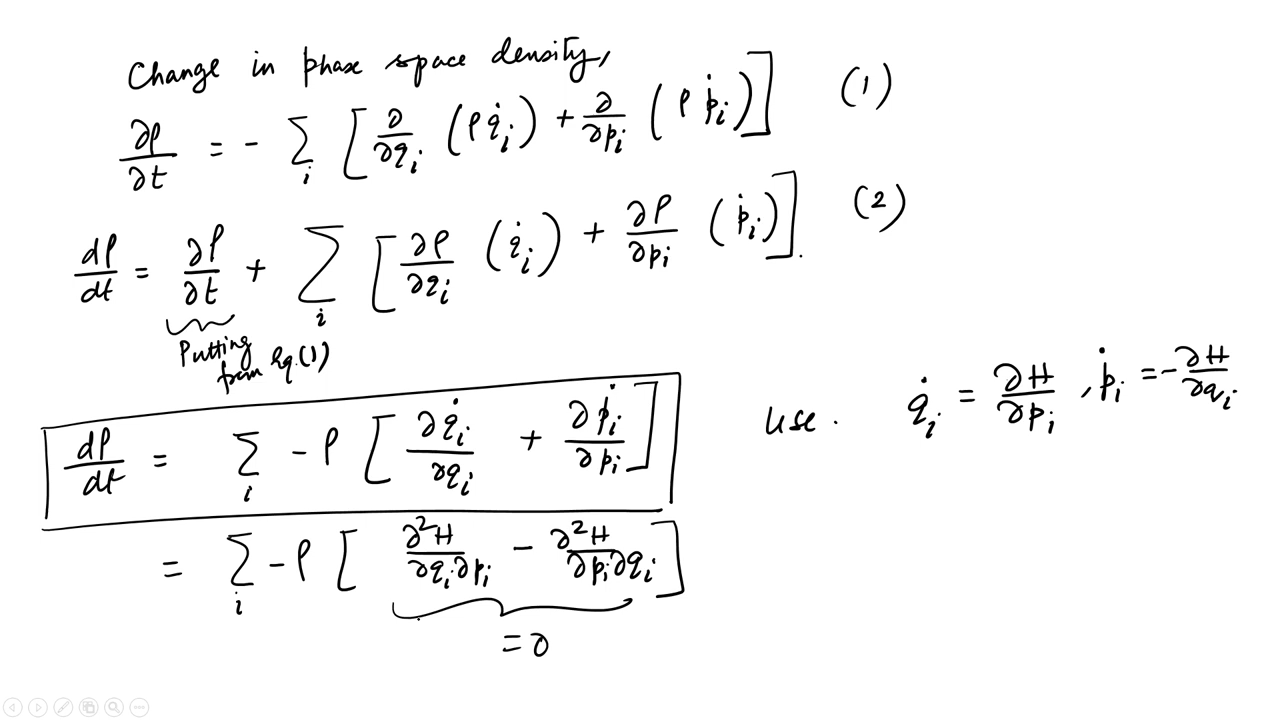 Change in phase space density,
∂ρ/∂t = - Σ_i [ ∂/∂q_i (ρ q̇_i) + ∂/∂p_i (ρ ṗ_i) ] (1)
dρ/dt = ∂ρ/∂t + Σ_i [ ∂ρ/∂q_i (q̇_i) + ∂ρ/∂p_i (ṗ_i) ]. (2)
Putting
from Eq.(1)
use. q̇_i = ∂H/∂p_i , ṗ_i = -∂H/∂q_i
dρ/dt = Σ_i - ρ [ ∂q̇_i/∂q_i + ∂ṗ_i/∂p_i ]
= Σ_i - ρ [ ∂²H/∂q_i∂p_i - ∂²H/∂p_i∂q_i ]
= 0